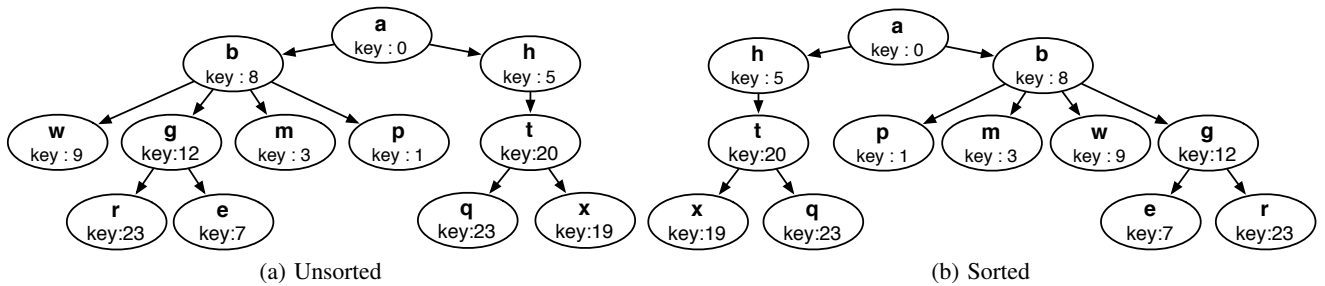 a
key : 0
b
key : 8
h
key : 5
w
key : 9
g
key:12
m
key : 3
p
key : 1
t
key:20
r
key:23
e
key:7
q
key:23
x
key:19
(a) Unsorted
a
key : 0
h
key : 5
b
key : 8
t
key:20
p
key : 1
m
key : 3
w
key : 9
g
key:12
x
key:19
q
key:23
e
key:7
r
key:23
(b) Sorted